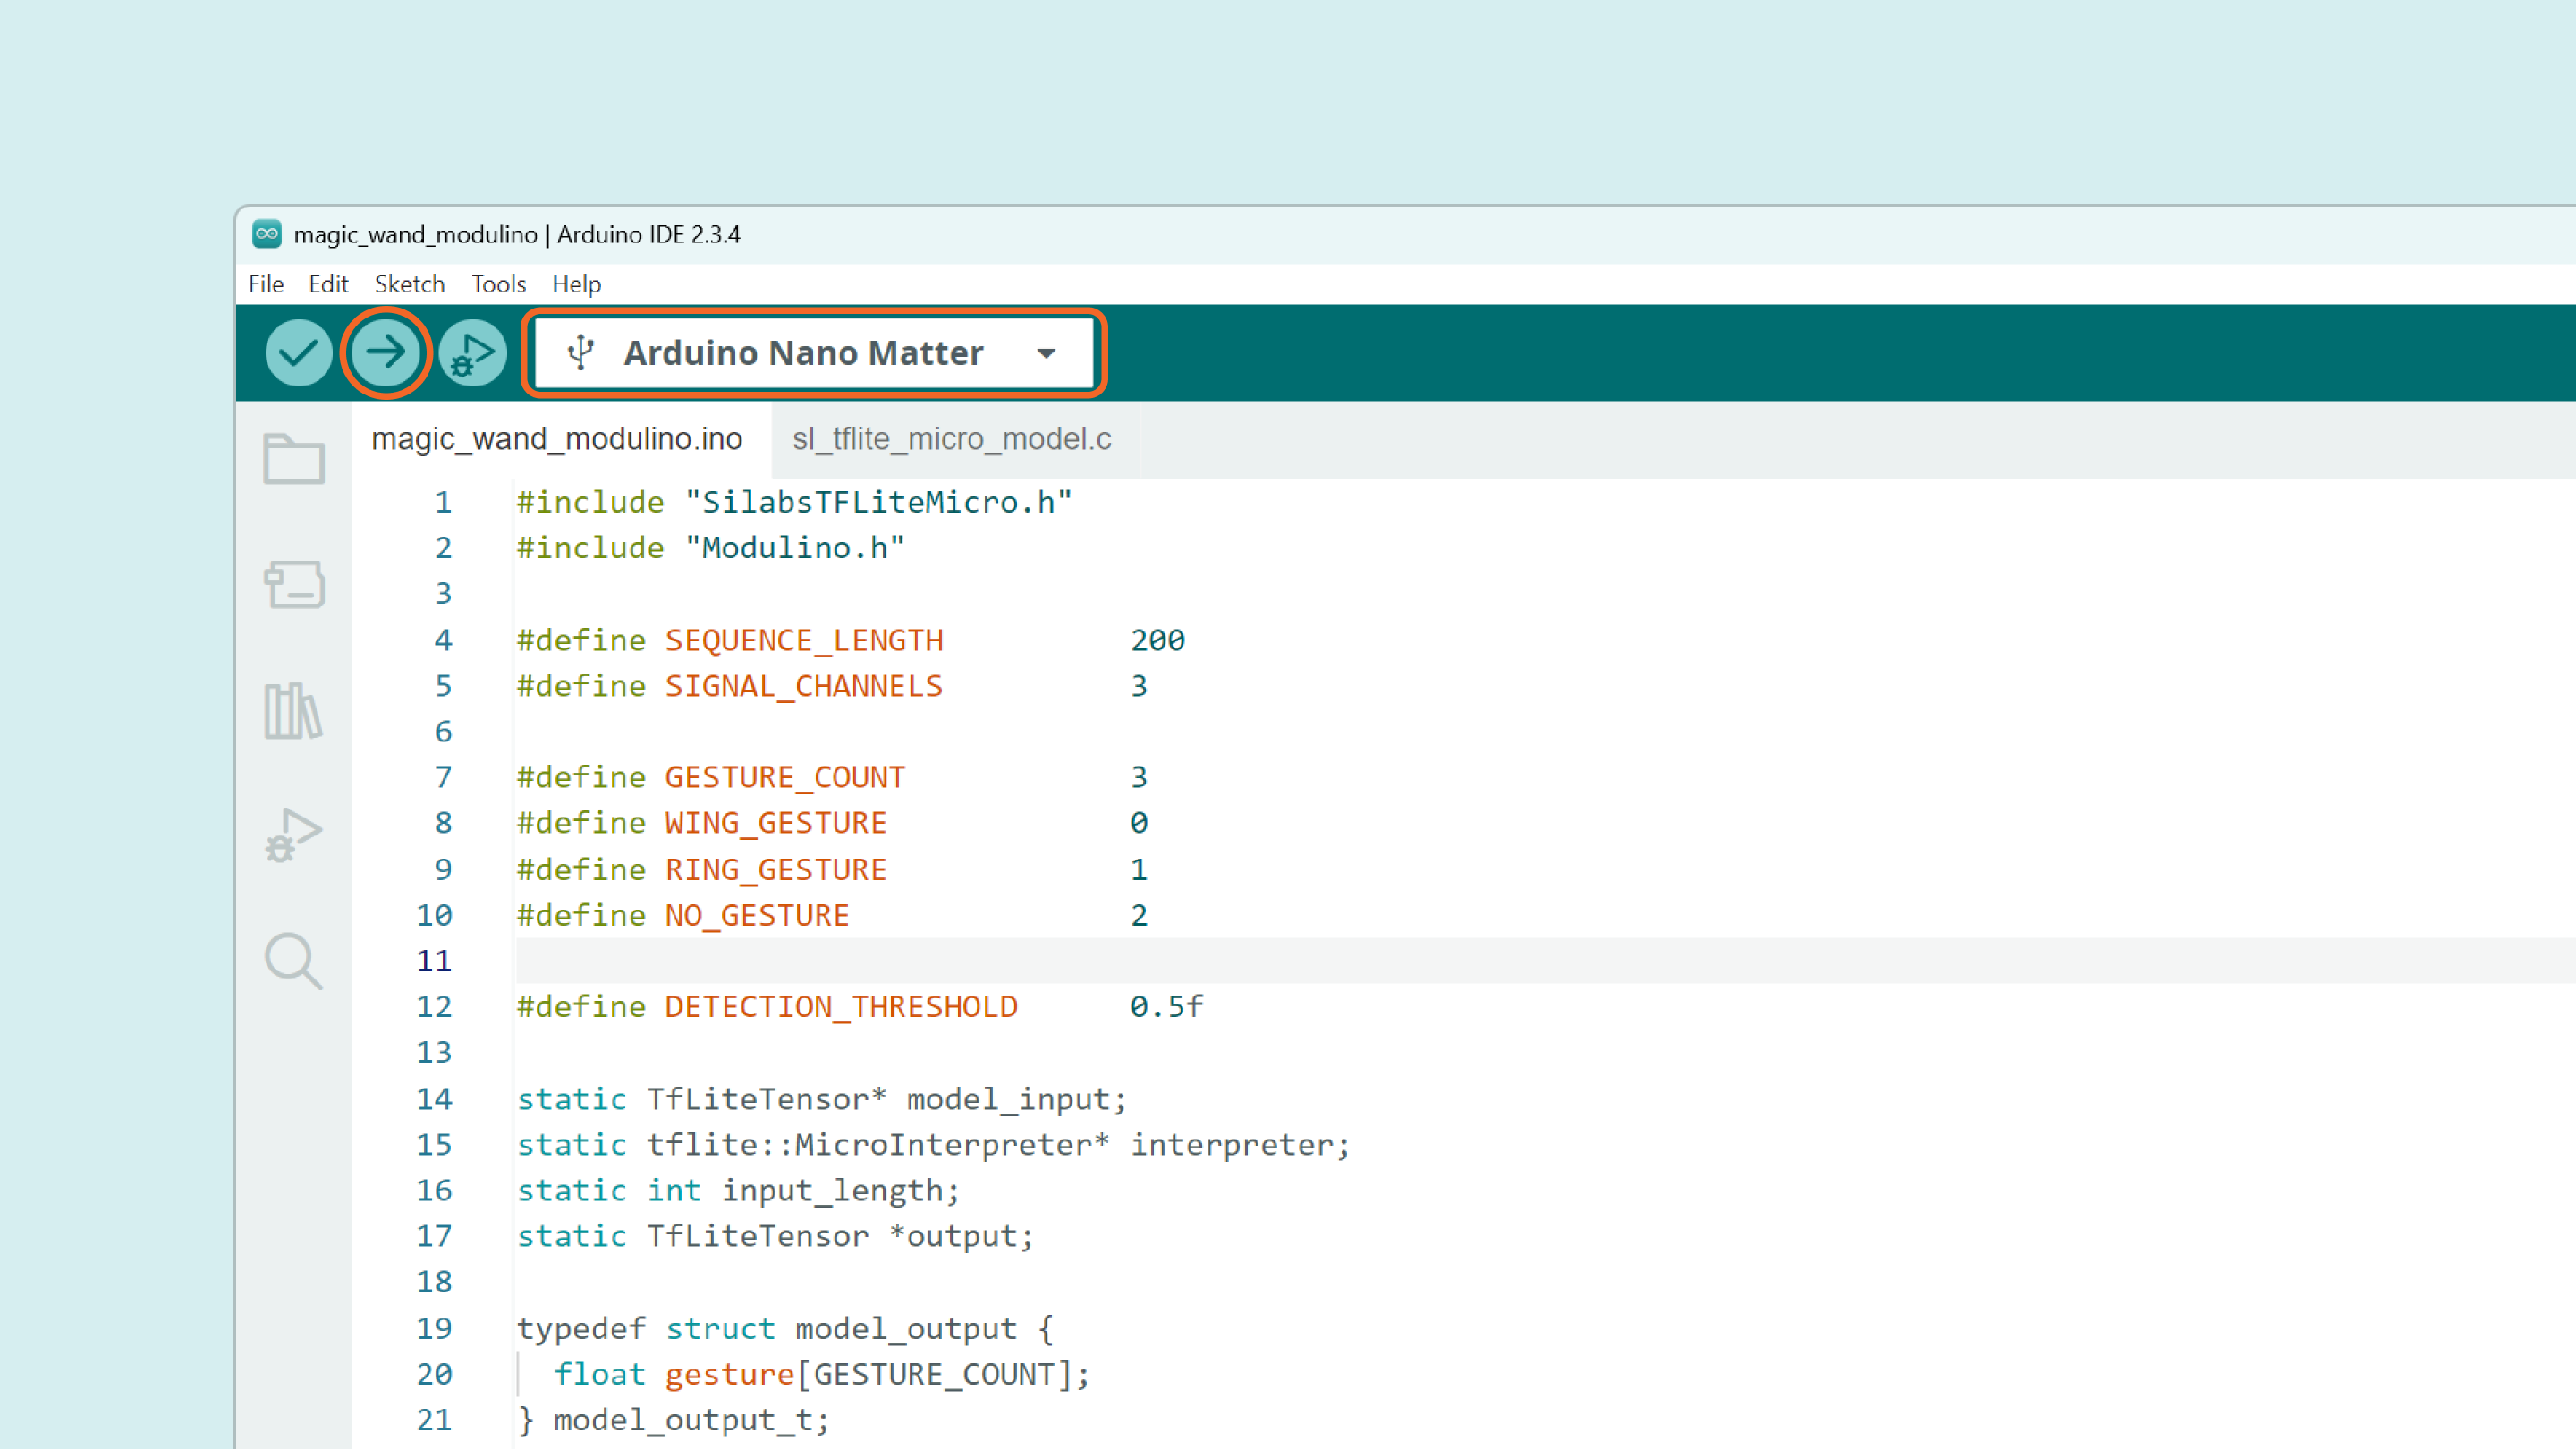 magic_wand_modulino | Arduino IDE 2.3.4
File Edit Sketch Tools Help
Arduino Nano Matter
magic_wand_modulino.ino sl_tflite_micro_model.c
1 #include "SilabsTFLiteMicro.h"
2 #include "Modulino.h"
3
4 #define SEQUENCE_LENGTH 200
5 #define SIGNAL_CHANNELS 3
6
7 #define GESTURE_COUNT 3
8 #define WING_GESTURE 0
9 #define RING_GESTURE 1
10 #define NO_GESTURE 2
11
12 #define DETECTION_THRESHOLD 0.5f
13
14 static TfLiteTensor* model_input;
15 static tflite::MicroInterpreter* interpreter;
16 static int input_length;
17 static TfLiteTensor *output;
18
19 typedef struct model_output {
20 float gesture[GESTURE_COUNT];
21 } model_output_t;